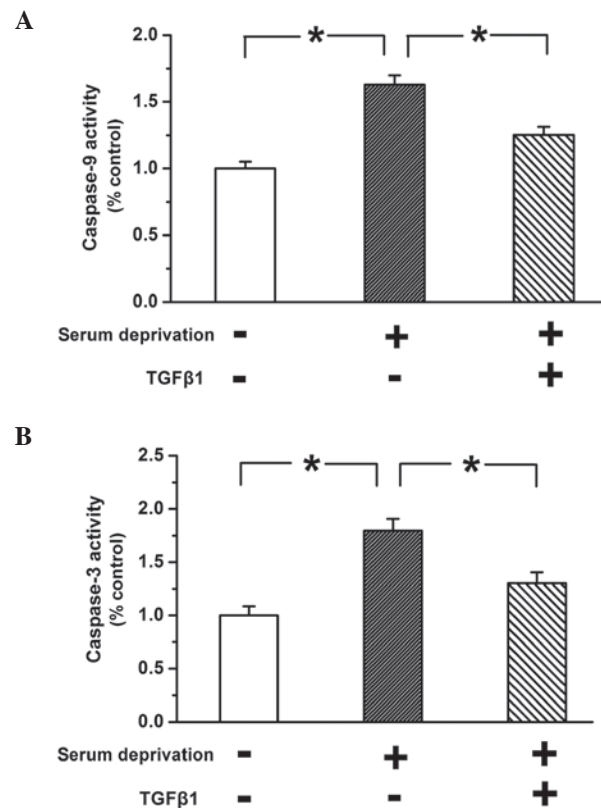 A
* *
Caspase-9 activity
(% control)
2.0
1.5
1.0
0.5
0.0
Serum deprivation - + +
TGFβ1 - - +
B
* *
Caspase-3 activity
(% control)
2.5
2.0
1.5
1.0
0.5
0.0
Serum deprivation - + +
TGFβ1 - - +